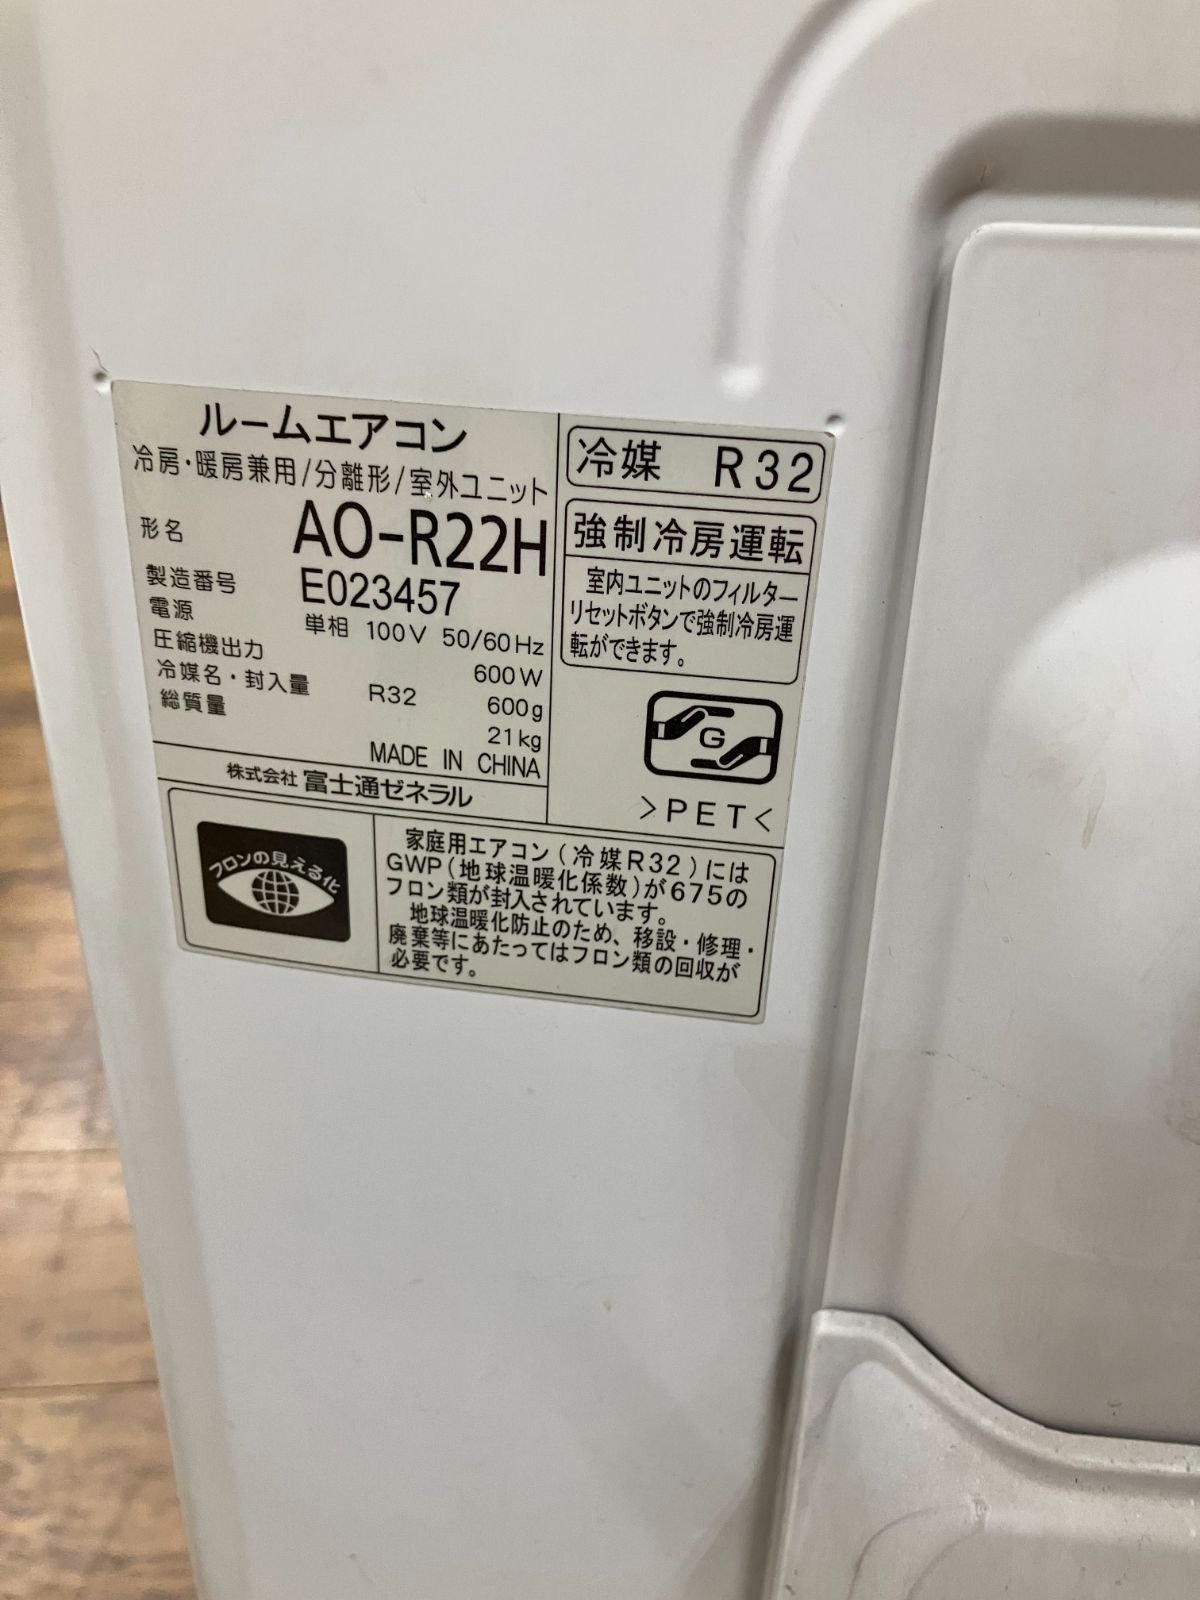 ルームエアコン
冷房・暖房兼用/分離形/室外ユニット
形名 AO-R22H
製造番号 E023457
電源 単相 100V 50/60Hz
圧縮機出力 600W
冷媒名・封入量 R32 600g
総質量 21kg
MADE IN CHINA
株式会社 富士通ゼネラル
冷媒 R32
強制冷房運転
室内ユニットのフィルター
リセットボタンで強制冷房運
転ができます。
G
>PET<
フロンの見える化
家庭用エアコン(冷媒R32)には
GWP(地球温暖化係数)が675の
フロン類が封入されています。
地球温暖化防止のため、移設・修理・
廃棄等にあたってはフロン類の回収が
必要です。